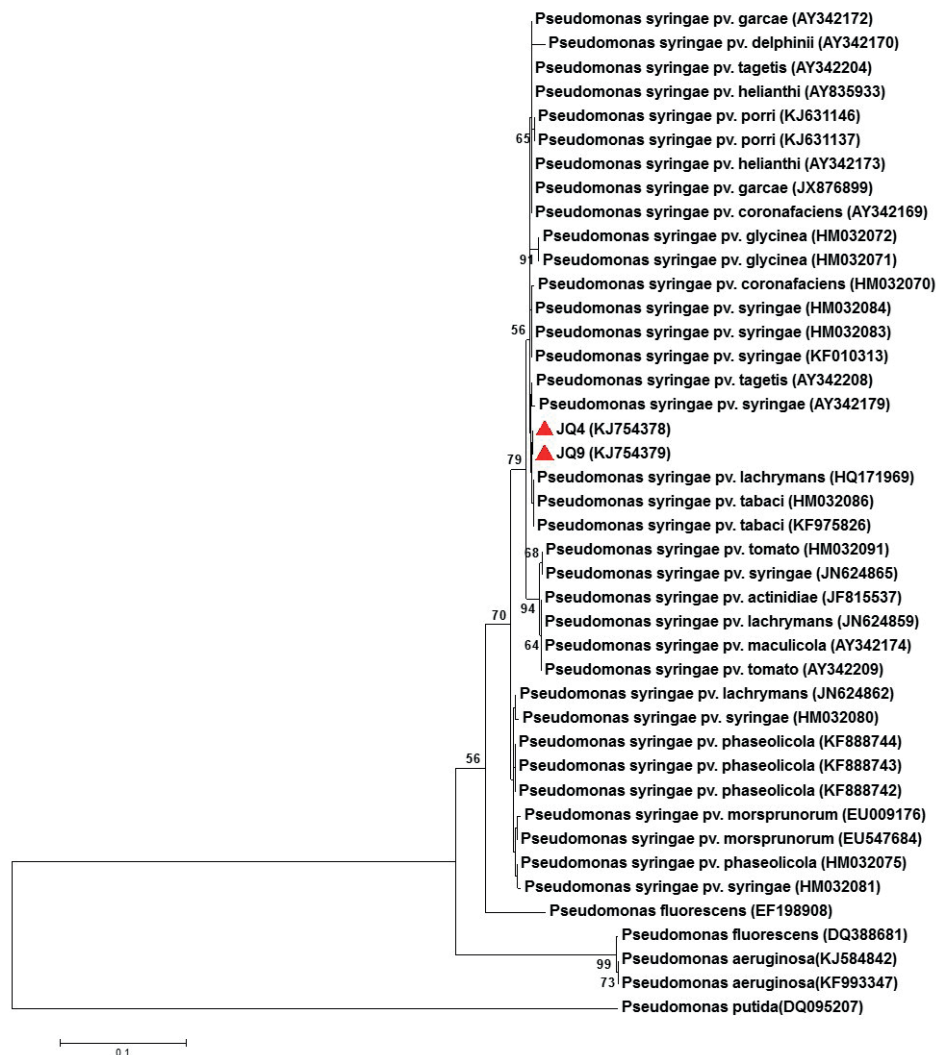 Pseudomonas syringae pv. garcae (AY342172)
Pseudomonas syringae pv. delphinii (AY342170)
Pseudomonas syringae pv. tagetis (AY342204)
Pseudomonas syringae pv. helianthi (AY835933)
Pseudomonas syringae pv. porri (KJ631146)
65
Pseudomonas syringae pv. porri (KJ631137)
Pseudomonas syringae pv. helianthi (AY342173)
Pseudomonas syringae pv. garcae (JX876899)
Pseudomonas syringae pv. coronafaciens (AY342169)
Pseudomonas syringae pv. glycinea (HM032072)
91
Pseudomonas syringae pv. glycinea (HM032071)
Pseudomonas syringae pv. coronafaciens (HM032070)
Pseudomonas syringae pv. syringae (HM032084)
56
Pseudomonas syringae pv. syringae (HM032083)
Pseudomonas syringae pv. syringae (KF010313)
Pseudomonas syringae pv. tagetis (AY342208)
Pseudomonas syringae pv. syringae (AY342179)
JQ4 (KJ754378)
JQ9 (KJ754379)
79
Pseudomonas syringae pv. lachrymans (HQ171969)
Pseudomonas syringae pv. tabaci (HM032086)
Pseudomonas syringae pv. tabaci (KF975826)
68
Pseudomonas syringae pv. tomato (HM032091)
Pseudomonas syringae pv. syringae (JN624865)
Pseudomonas syringae pv. actinidiae (JF815537)
94
70
Pseudomonas syringae pv. lachrymans (JN624859)
64
Pseudomonas syringae pv. maculicola (AY342174)
Pseudomonas syringae pv. tomato (AY342209)
Pseudomonas syringae pv. lachrymans (JN624862)
Pseudomonas syringae pv. syringae (HM032080)
Pseudomonas syringae pv. phaseolicola (KF888744)
56
Pseudomonas syringae pv. phaseolicola (KF888743)
Pseudomonas syringae pv. phaseolicola (KF888742)
Pseudomonas syringae pv. morsprunorum (EU009176)
Pseudomonas syringae pv. morsprunorum (EU547684)
Pseudomonas syringae pv. phaseolicola (HM032075)
Pseudomonas syringae pv. syringae (HM032081)
Pseudomonas fluorescens (EF198908)
Pseudomonas fluorescens (DQ388681)
99
Pseudomonas aeruginosa(KJ584842)
73
Pseudomonas aeruginosa(KF993347)
Pseudomonas putida(DQ095207)
0.1